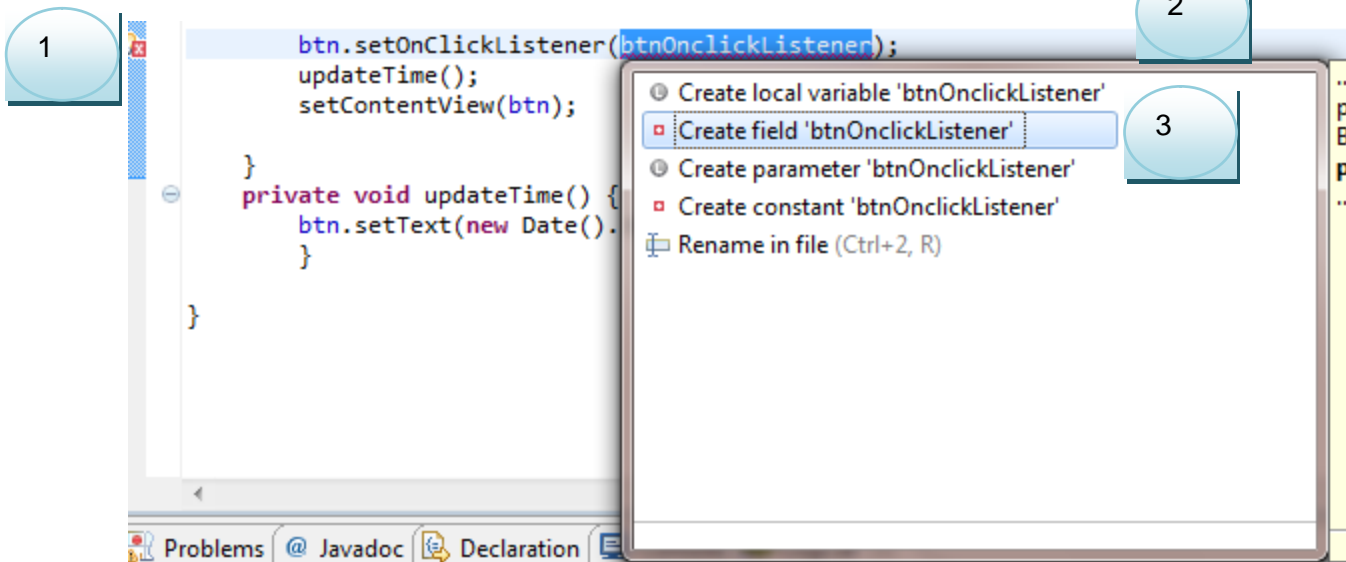 2
1
btn.setOnClickListener(btnOnclickListener);
updateTime();
setContentView(btn);
}
private void updateTime() {
btn.setText(new Date().
}
}
Create local variable 'btnOnclickListener'
Create field 'btnOnclickListener'
3
Create parameter 'btnOnclickListener'
Create constant 'btnOnclickListener'
Rename in file (Ctrl+2, R)
Problems @ Javadoc Declaration